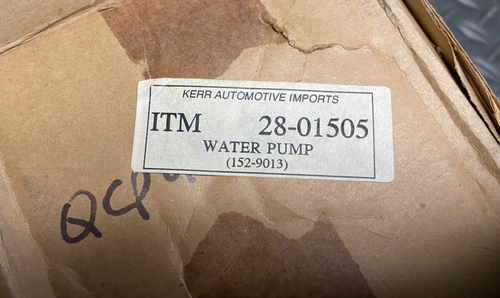 KERR AUTOMOTIVE IMPORTS
ITM 28-01505
WATER PUMP
(152-9013)